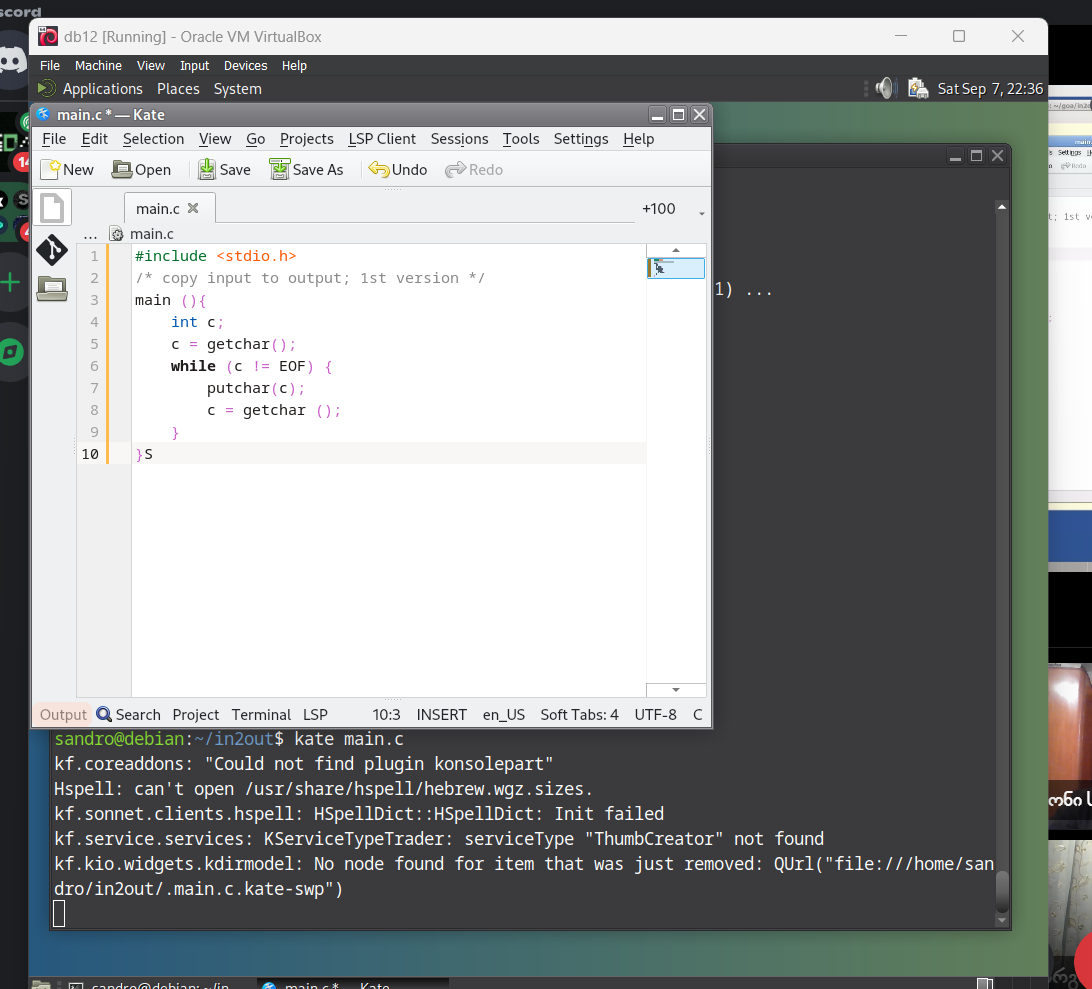 scord
db12 [Running] - Oracle VM VirtualBox
File Machine View Input Devices Help
Applications Places System
Sat Sep 7, 22:36
main.c * — Kate
File Edit Selection View Go Projects LSP Client Sessions Tools Settings Help
New Open Save Save As Undo Redo
main.c
+100
... main.c
1 #include <stdio.h>
2 /* copy input to output; 1st version */
3 main (){
4     int c;
5     c = getchar();
6     while (c != EOF) {
7         putchar(c);
8         c = getchar ();
9     }
10 }S
1) ...
Output Search Project Terminal LSP 10:3 INSERT en_US Soft Tabs: 4 UTF-8 C
sandro@debian:~/in2out$ kate main.c
kf.coreaddons: "Could not find plugin konsolepart"
Hspell: can't open /usr/share/hspell/hebrew.wgz.sizes.
kf.sonnet.clients.hspell: HSpellDict::HSpellDict: Init failed
kf.service.services: KServiceTypeTrader: serviceType "ThumbCreator" not found
kf.kio.widgets.kdirmodel: No node found for item that was just removed: QUrl("file:///home/san
dro/in2out/.main.c.kate-swp")
sandro@debian: ~/in...
main.c * — Kate